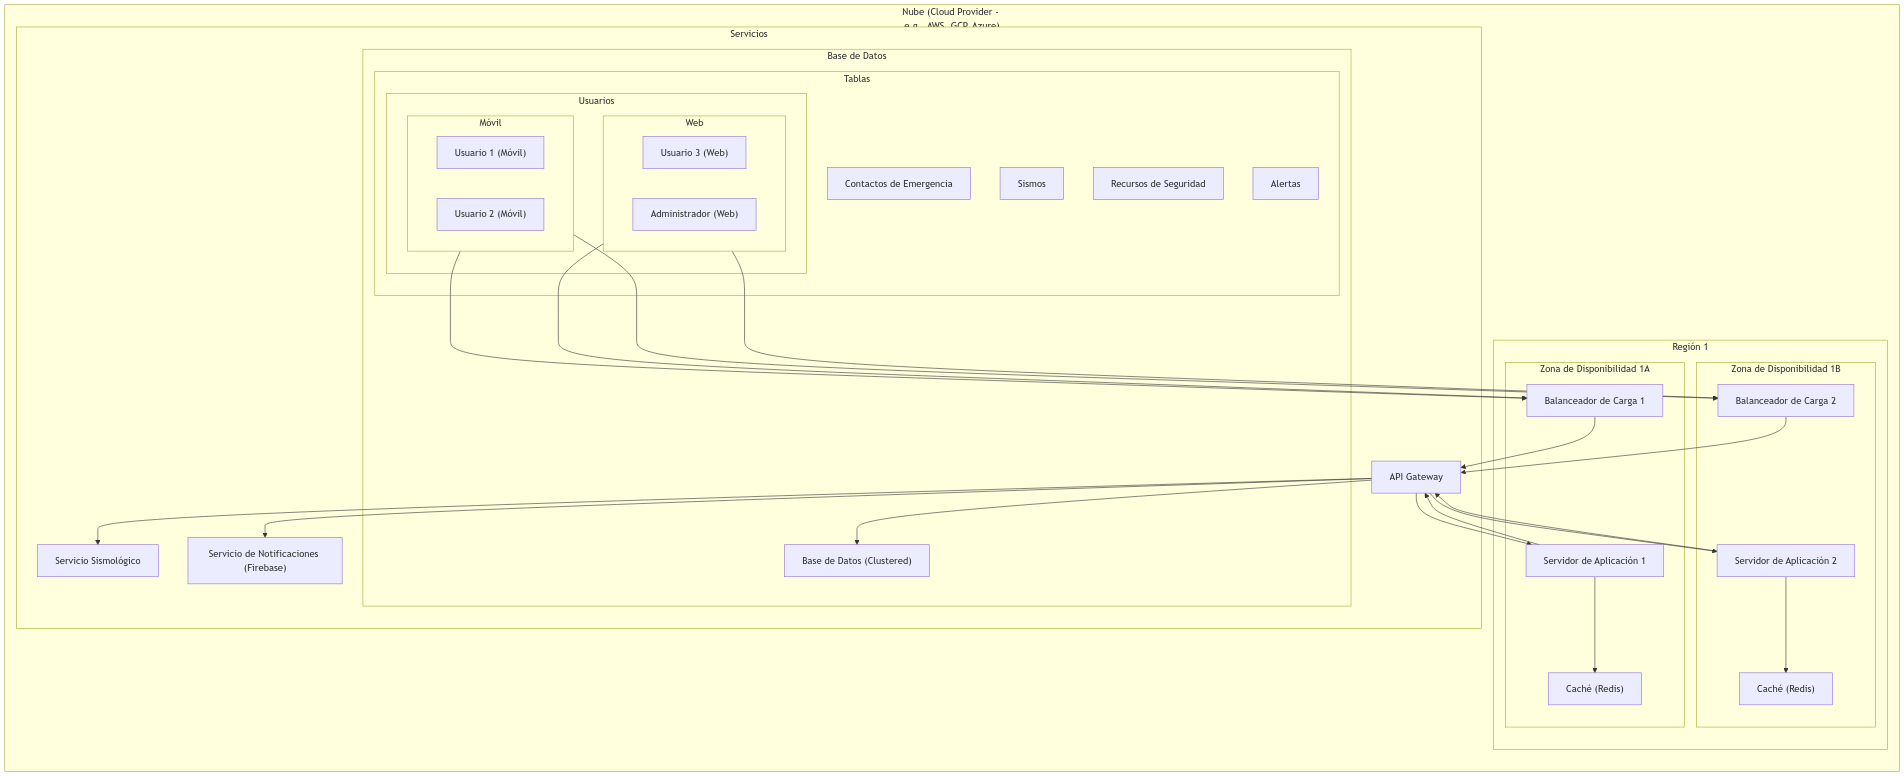 Nube (Cloud Provider -
e.g., AWS, GCP, Azure)
Servicios
Base de Datos
Tablas
Usuarios
Móvil
Web
Usuario 1 (Móvil)
Usuario 3 (Web)
Contactos de Emergencia
Sismos
Recursos de Seguridad
Alertas
Usuario 2 (Móvil)
Administrador (Web)
Región 1
Zona de Disponibilidad 1A
Zona de Disponibilidad 1B
Balanceador de Carga 1
Balanceador de Carga 2
API Gateway
Servicio Sismológico
Servicio de Notificaciones
(Firebase)
Base de Datos (Clustered)
Servidor de Aplicación 1
Servidor de Aplicación 2
Caché (Redis)
Caché (Redis)